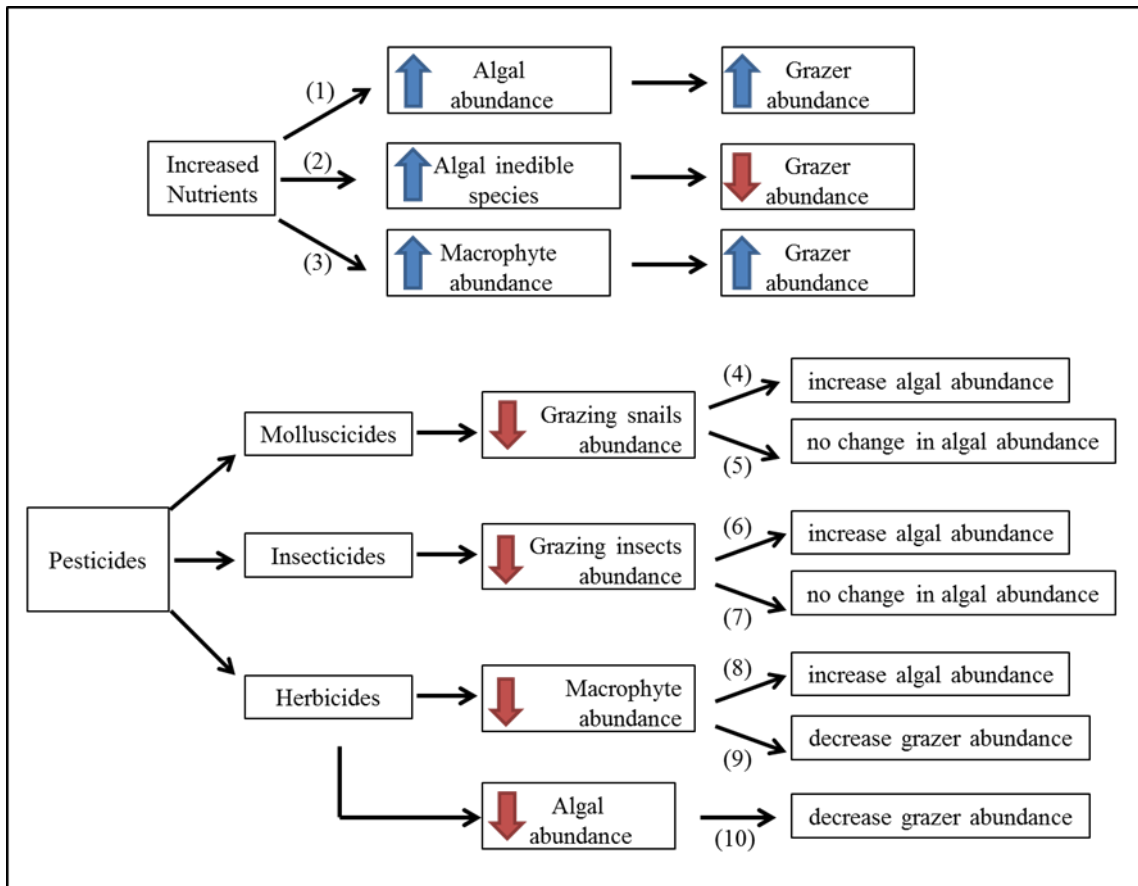 (1)
Algal
abundance
Grazer
abundance
Increased
Nutrients
(2)
Algal inedible
species
Grazer
abundance
(3)
Macrophyte
abundance
Grazer
abundance
Pesticides
Molluscicides
Grazing snails
abundance
(4)
increase algal abundance
(5)
no change in algal abundance
Insecticides
Grazing insects
abundance
(6)
increase algal abundance
(7)
no change in algal abundance
Herbicides
Macrophyte
abundance
(8)
increase algal abundance
(9)
decrease grazer abundance
Algal
abundance
(10)
decrease grazer abundance